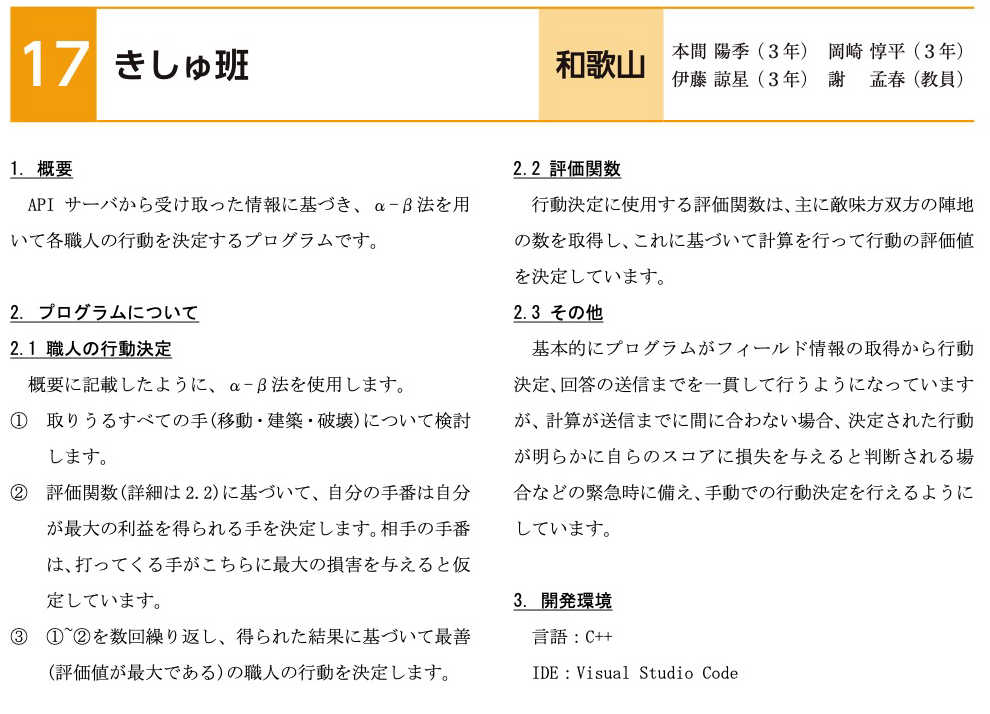 17 きしゅ班
和歌山
本間 陽季（３年） 岡崎 惇平（３年）
伊藤 諒星（３年） 謝 孟春（教員）
1. 概要
API サーバから受け取った情報に基づき、α-β法を用
いて各職人の行動を決定するプログラムです。
2. プログラムについて
2.1 職人の行動決定
概要に記載したように、α-β法を使用します。
① 取りうるすべての手(移動・建築・破壊)について検討
します。
② 評価関数(詳細は 2.2)に基づいて、自分の手番は自分
が最大の利益を得られる手を決定します。相手の手番
は、打ってくる手がこちらに最大の損害を与えると仮
定しています。
③ ①~②を数回繰り返し、得られた結果に基づいて最善
(評価値が最大である)の職人の行動を決定します。
2.2 評価関数
行動決定に使用する評価関数は、主に敵味方双方の陣地
の数を取得し、これに基づいて計算を行って行動の評価値
を決定しています。
2.3 その他
基本的にプログラムがフィールド情報の取得から行動
決定、回答の送信までを一貫して行うようになっています
が、計算が送信までに間に合わない場合、決定された行動
が明らかに自らのスコアに損失を与えると判断される場
合などの緊急時に備え、手動での行動決定を行えるように
しています。
3. 開発環境
言語：C++
IDE：Visual Studio Code